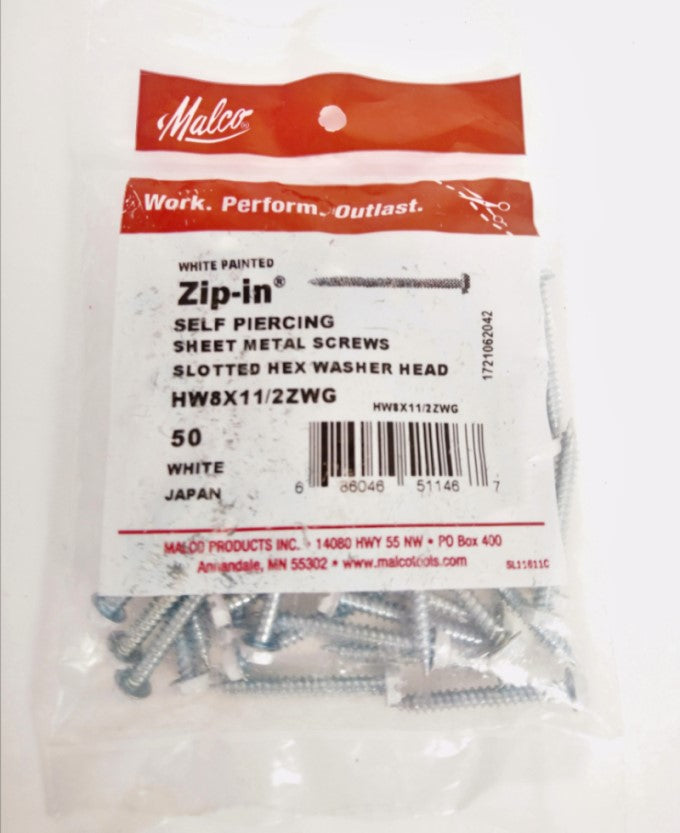 Malco
Work. Perform. Outlast.
WHITE PAINTED
Zip-in®
SELF PIERCING
SHEET METAL SCREWS
SLOTTED HEX WASHER HEAD
HW8X11/2ZWG
HW8X11/2ZWG
50
WHITE
JAPAN
6 86046 51146 7
1721062042
MALCO PRODUCTS INC. • 14080 HWY 55 NW • PO Box 400
Annandale, MN 55302 • www.malcotools.com
SL11611C